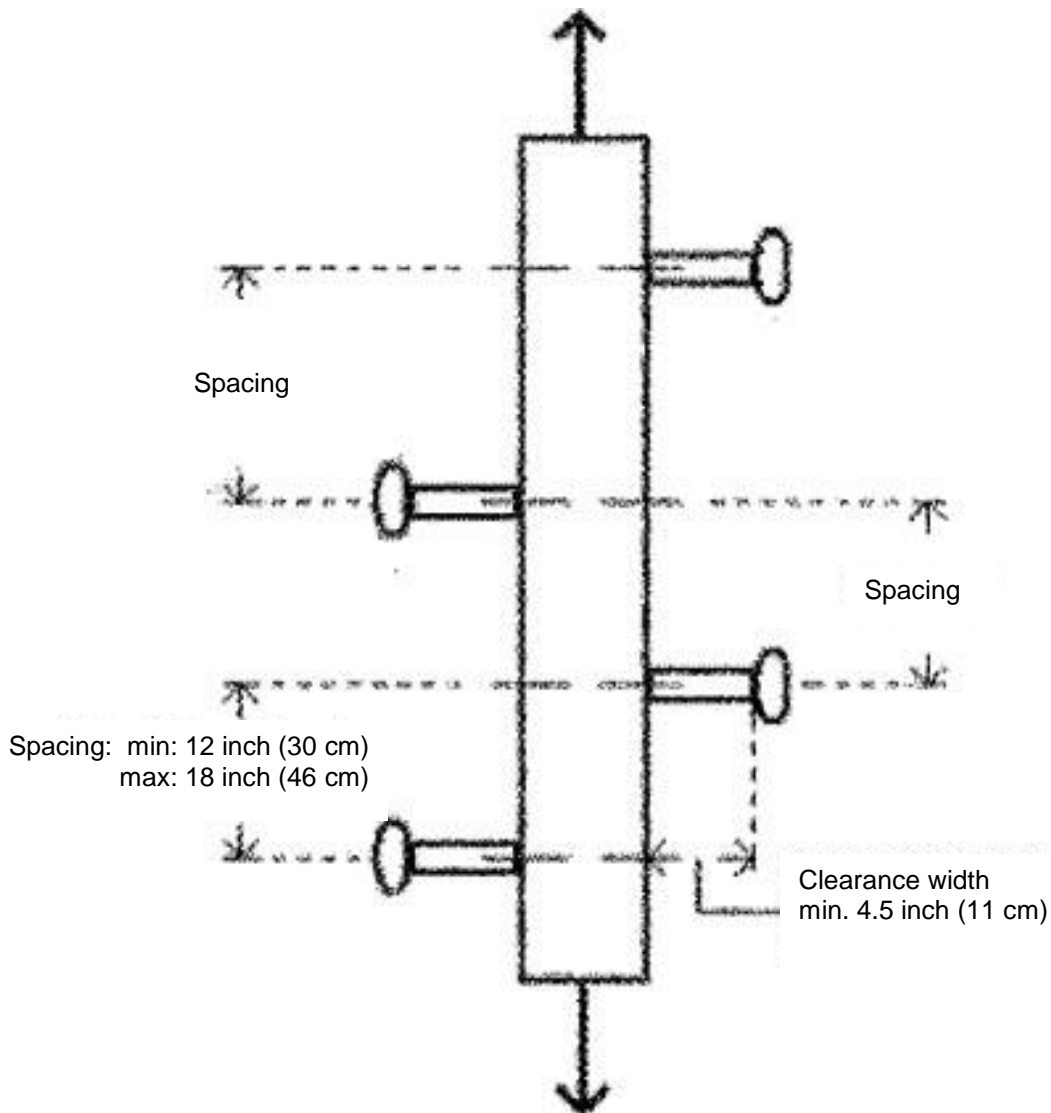 Spacing
Spacing
Spacing: min: 12 inch (30 cm)
max: 18 inch (46 cm)
Clearance width
min. 4.5 inch (11 cm)